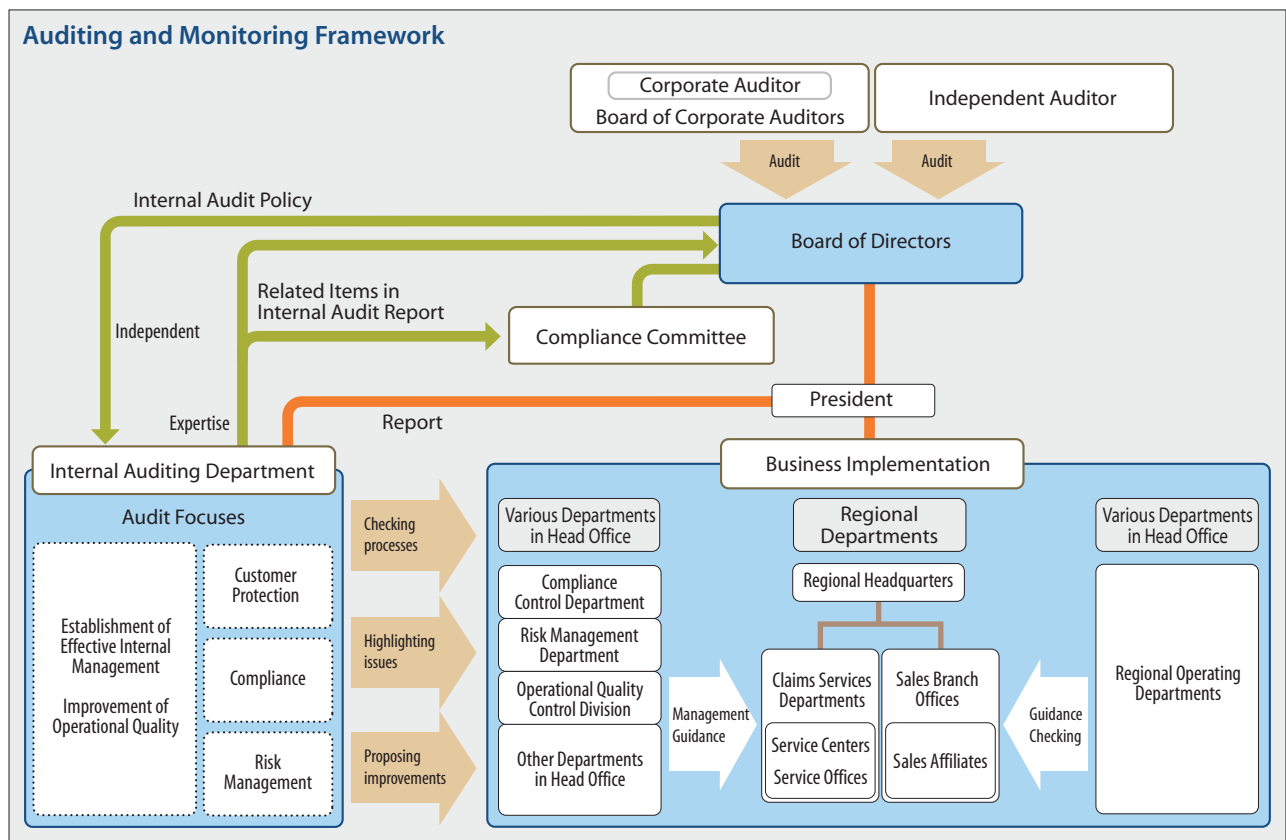 Auditing and Monitoring Framework
Corporate Auditor
Board of Corporate Auditors
Independent Auditor
Audit
Audit
Internal Audit Policy
Board of Directors
Related Items in
Internal Audit Report
Independent
Compliance Committee
President
Expertise
Report
Internal Auditing Department
Business Implementation
Audit Focuses
Establishment of
Effective Internal
Management
Improvement of
Operational Quality
Customer
Protection
Compliance
Risk
Management
Checking
processes
Highlighting
issues
Proposing
improvements
Various Departments
in Head Office
Compliance
Control Department
Risk Management
Department
Operational Quality
Control Division
Other Departments
in Head Office
Management
Guidance
Regional
Departments
Regional Headquarters
Claims Services
Departments
Service Centers
Service Offices
Sales Branch
Offices
Sales Affiliates
Guidance
Checking
Various Departments
in Head Office
Regional Operating
Departments